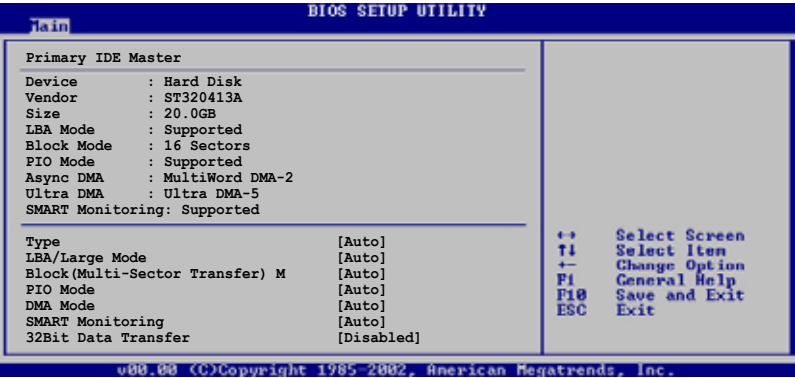 BIOS SETUP UTILITY
Main
Primary IDE Master
Device : Hard Disk
Vendor : ST320413A
Size : 20.0GB
LBA Mode : Supported
Block Mode : 16 Sectors
PIO Mode : Supported
Async DMA : MultiWord DMA-2
Ultra DMA : Ultra DMA-5
SMART Monitoring: Supported
Type [Auto]
LBA/Large Mode [Auto]
Block(Multi-Sector Transfer) M [Auto]
PIO Mode [Auto]
DMA Mode [Auto]
SMART Monitoring [Auto]
32Bit Data Transfer [Disabled]
←→ Select Screen
↑↓ Select Item
+- Change Option
F1 General Help
F10 Save and Exit
ESC Exit
v00.00 (C)Copyright 1985-2002, American Megatrends, Inc.